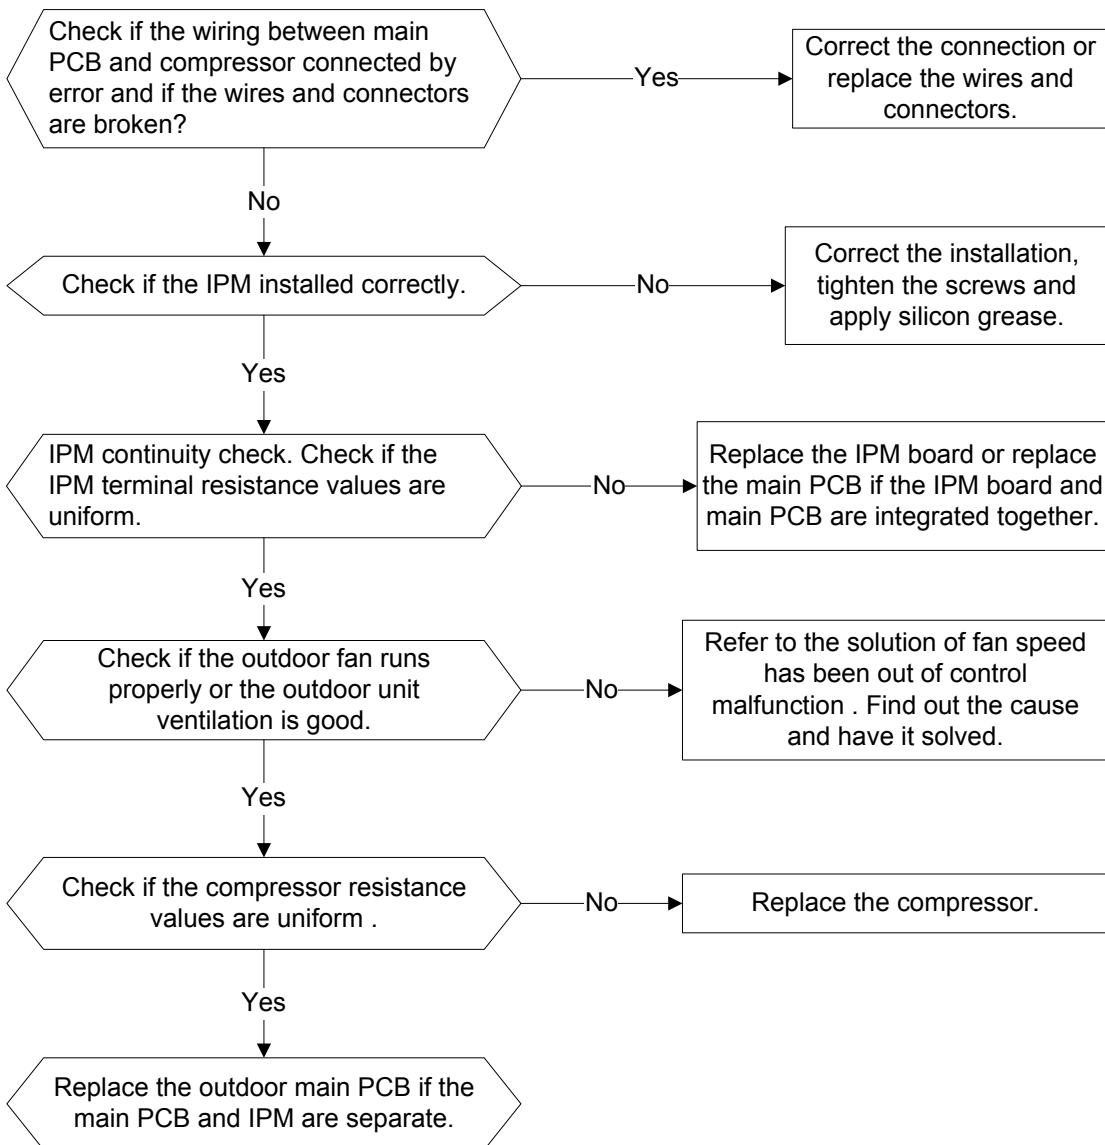 Check if the wiring between main
PCB and compressor connected by
error and if the wires and connectors
are broken?
Yes
Correct the connection or
replace the wires and
connectors.
No
Check if the IPM installed correctly.
No
Correct the installation,
tighten the screws and
apply silicon grease.
Yes
IPM continuity check. Check if the
IPM terminal resistance values are
uniform.
No
Replace the IPM board or replace
the main PCB if the IPM board and
main PCB are integrated together.
Yes
Check if the outdoor fan runs
properly or the outdoor unit
ventilation is good.
No
Refer to the solution of fan speed
has been out of control
malfunction . Find out the cause
and have it solved.
Yes
Check if the compressor resistance
values are uniform .
No
Replace the compressor.
Yes
Replace the outdoor main PCB if the
main PCB and IPM are separate.